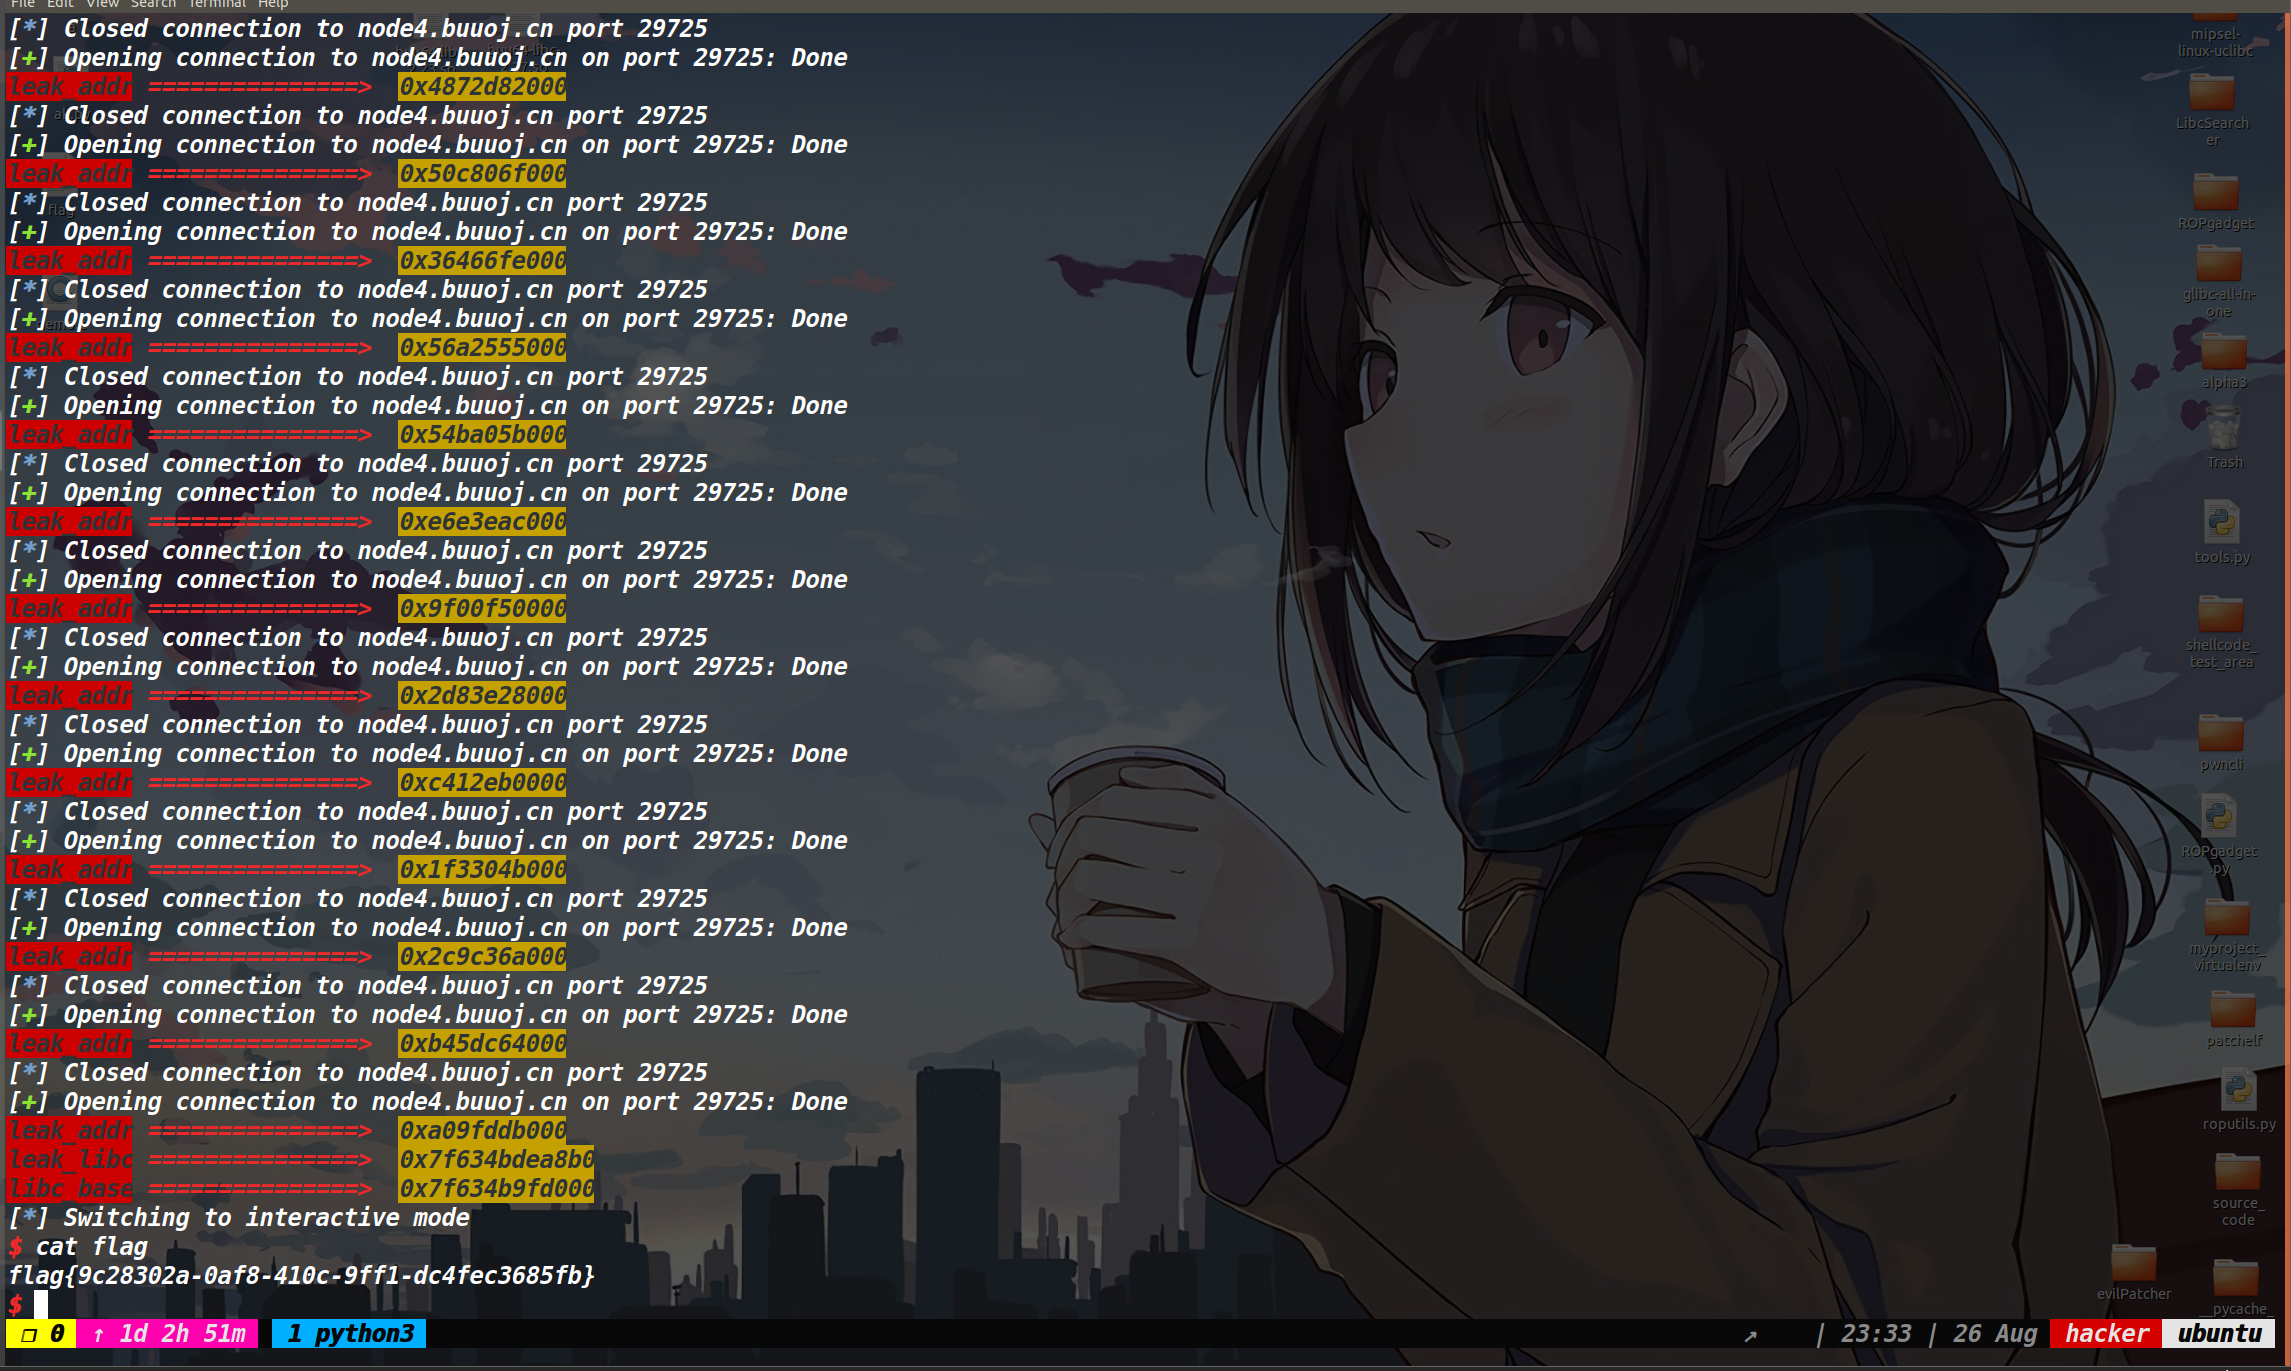 File Edit View Search Terminal Help
[*] Closed connection to node4.buuoj.cn port 29725
[+] Opening connection to node4.buuoj.cn on port 29725: Done
leak_addr ===============> 0x4872d82000
[*] Closed connection to node4.buuoj.cn port 29725
[+] Opening connection to node4.buuoj.cn on port 29725: Done
leak_addr ===============> 0x50c806f000
[*] Closed connection to node4.buuoj.cn port 29725
[+] Opening connection to node4.buuoj.cn on port 29725: Done
leak_addr ===============> 0x36466fe000
[*] Closed connection to node4.buuoj.cn port 29725
[+] Opening connection to node4.buuoj.cn on port 29725: Done
leak_addr ===============> 0x56a2555000
[*] Closed connection to node4.buuoj.cn port 29725
[+] Opening connection to node4.buuoj.cn on port 29725: Done
leak_addr ===============> 0x54ba05b000
[*] Closed connection to node4.buuoj.cn port 29725
[+] Opening connection to node4.buuoj.cn on port 29725: Done
leak_addr ===============> 0xe6e3eac000
[*] Closed connection to node4.buuoj.cn port 29725
[+] Opening connection to node4.buuoj.cn on port 29725: Done
leak_addr ===============> 0x9f00f50000
[*] Closed connection to node4.buuoj.cn port 29725
[+] Opening connection to node4.buuoj.cn on port 29725: Done
leak_addr ===============> 0x2d83e28000
[*] Closed connection to node4.buuoj.cn port 29725
[+] Opening connection to node4.buuoj.cn on port 29725: Done
leak_addr ===============> 0xc412eb0000
[*] Closed connection to node4.buuoj.cn port 29725
[+] Opening connection to node4.buuoj.cn on port 29725: Done
leak_addr ===============> 0x1f3304b000
[*] Closed connection to node4.buuoj.cn port 29725
[+] Opening connection to node4.buuoj.cn on port 29725: Done
leak_addr ===============> 0x2c9c36a000
[*] Closed connection to node4.buuoj.cn port 29725
[+] Opening connection to node4.buuoj.cn on port 29725: Done
leak_addr ===============> 0xb45dc64000
[*] Closed connection to node4.buuoj.cn port 29725
[+] Opening connection to node4.buuoj.cn on port 29725: Done
leak_addr ===============> 0xa09fddb000
leak_libc ===============> 0x7f634bdea8b0
libc_base ===============> 0x7f634b9fd000
[*] Switching to interactive mode
$ cat flag
flag{9c28302a-0af8-410c-9ff1-dc4fec3685fb}
$
❐ 0 ↑ 1d 2h 51m 1 python3 ↗ | 23:33 | 26 Aug hacker ubuntu
mipsel-
linux-uclibc
LibcSearch
er
ROPgadget
glibc-all-in-
one
alpha3
Trash
tools.py
shellcode_
test_area
pwncli
ROPgadget
.py
myproject_
virtualenv
patchelf
roputils.py
source_
code
evilPatcher
__pycache_
flag